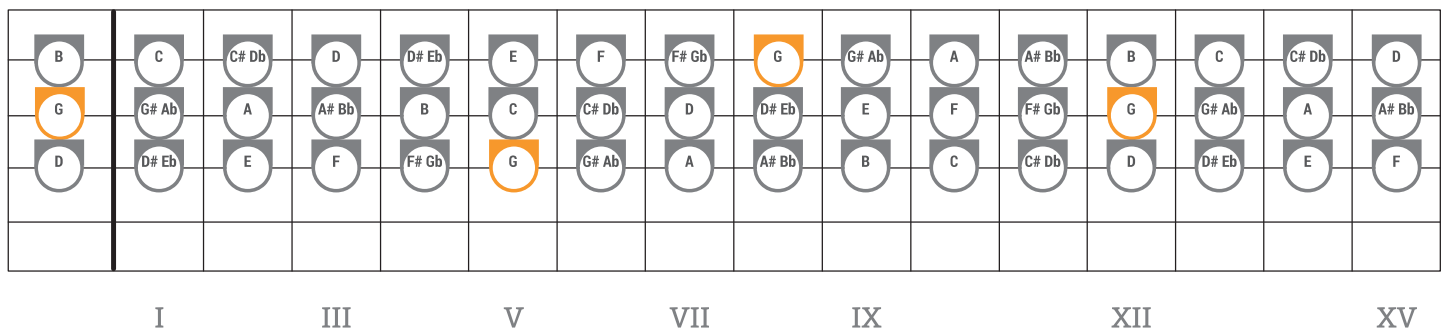 B C C# Db D D# Eb E F F# Gb G G# Ab A A# Bb B C C# Db D
G G# Ab A A# Bb B C C# Db D D# Eb E F F# Gb G G# Ab A A# Bb
D D# Eb E F F# Gb G G# Ab A A# Bb B C C# Db D D# Eb E F
I III V VII IX XII XV